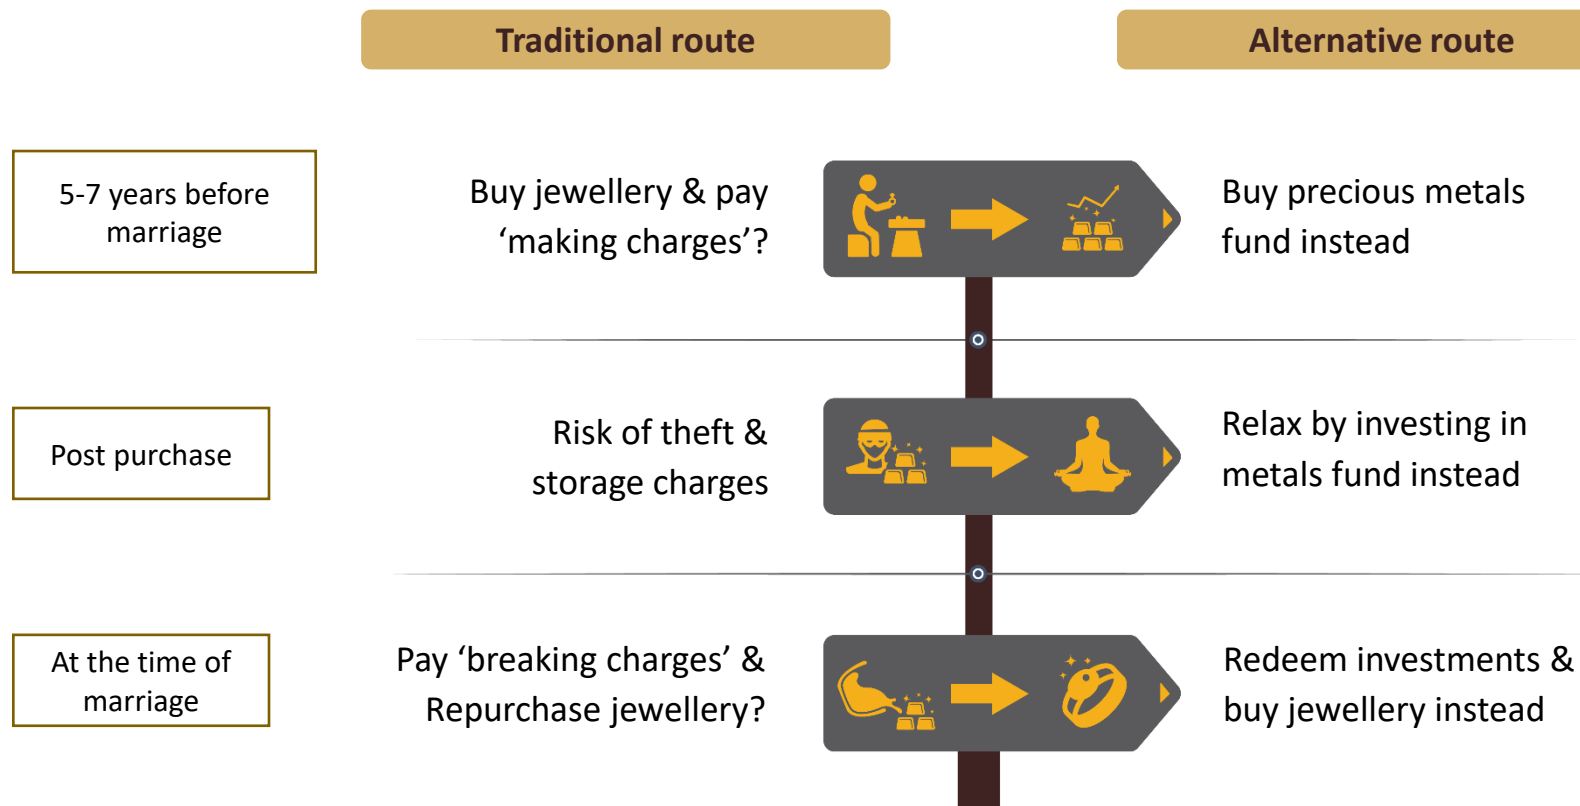 Traditional route
Alternative route
5-7 years before
marriage
Buy jewellery & pay
‘making charges’?
Buy precious metals
fund instead
Post purchase
Risk of theft &
storage charges
Relax by investing in
metals fund instead
At the time of
marriage
Pay ‘breaking charges’ &
Repurchase jewellery?
Redeem investments &
buy jewellery instead